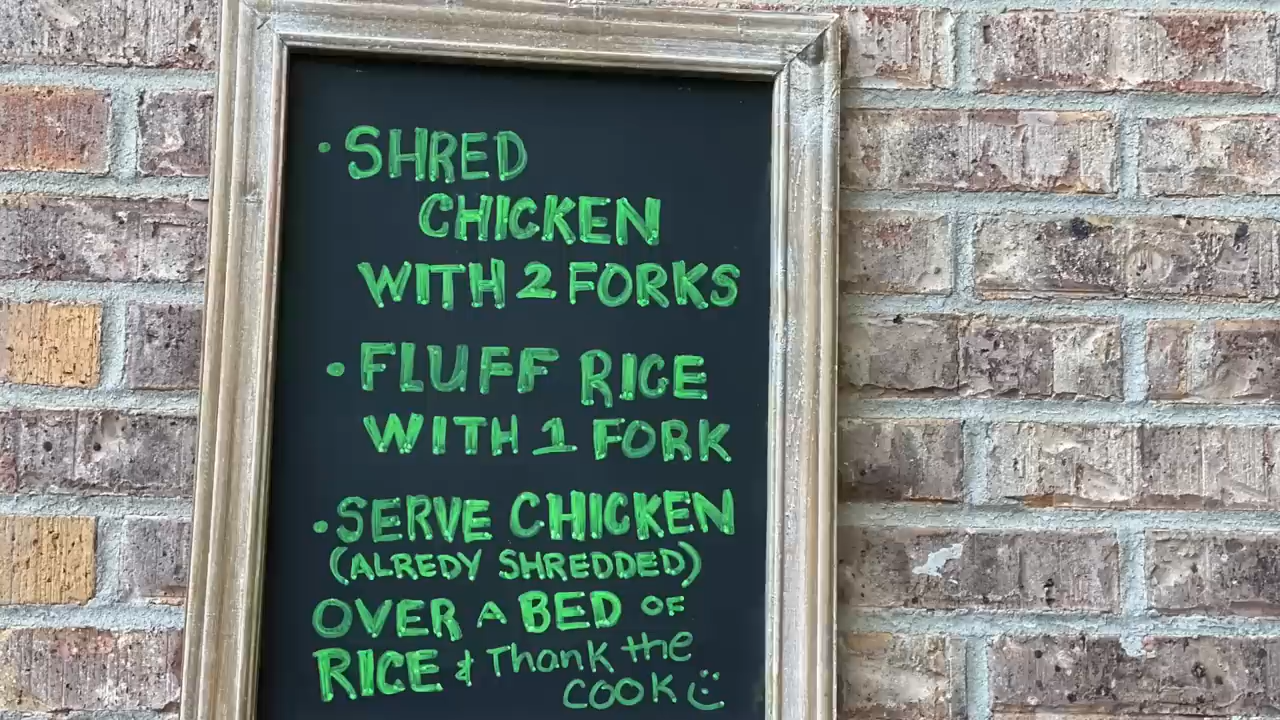 • SHRED
CHICKEN
WITH 2 FORKS
• FLUFF RICE
WITH 1 FORK
• SERVE CHICKEN
(ALREDY SHREDDED)
OVER A BED OF
RICE & Thank the
COOK :)